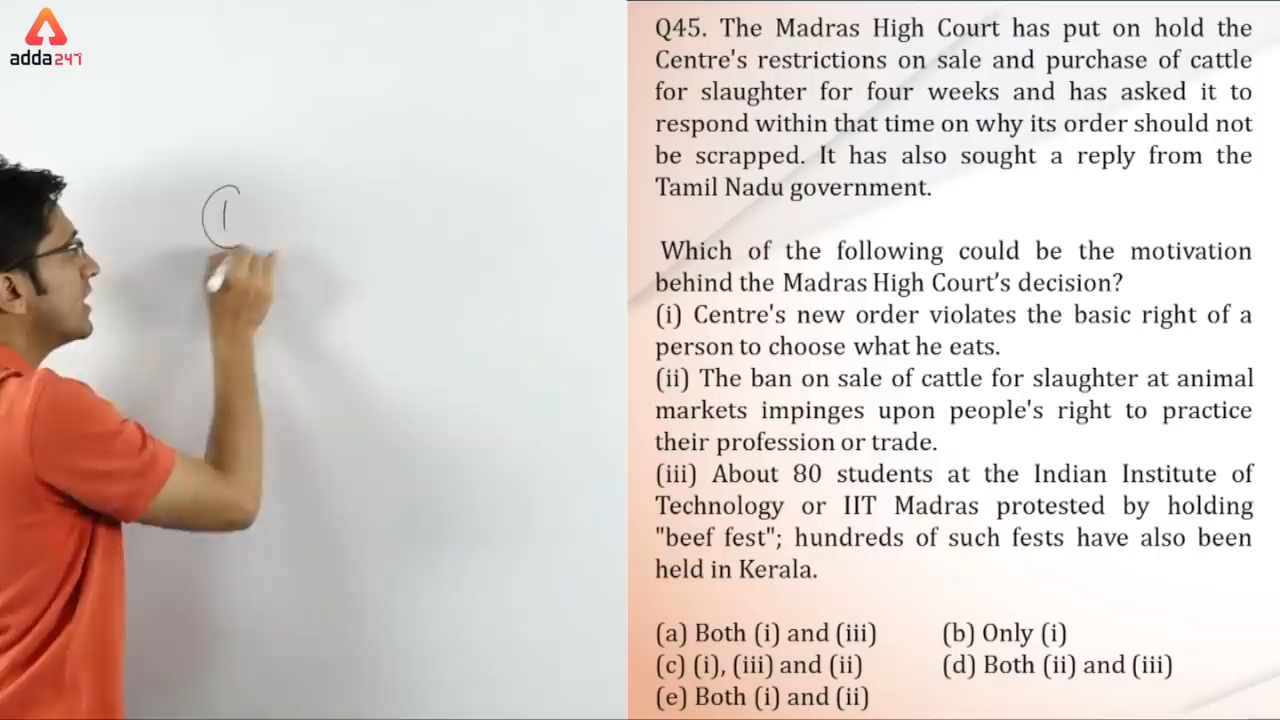 adda247
1
Q45. The Madras High Court has put on hold the
Centre's restrictions on sale and purchase of cattle
for slaughter for four weeks and has asked it to
respond within that time on why its order should not
be scrapped. It has also sought a reply from the
Tamil Nadu government.
Which of the following could be the motivation
behind the Madras High Court's decision?
(i) Centre's new order violates the basic right of a
person to choose what he eats.
(ii) The ban on sale of cattle for slaughter at animal
markets impinges upon people's right to practice
their profession or trade.
(iii) About 80 students at the Indian Institute of
Technology or IIT Madras protested by holding
"beef fest"; hundreds of such fests have also been
held in Kerala.
(a) Both (i) and (iii) (b) Only (i)
(c) (i), (iii) and (ii) (d) Both (ii) and (iii)
(e) Both (i) and (ii)